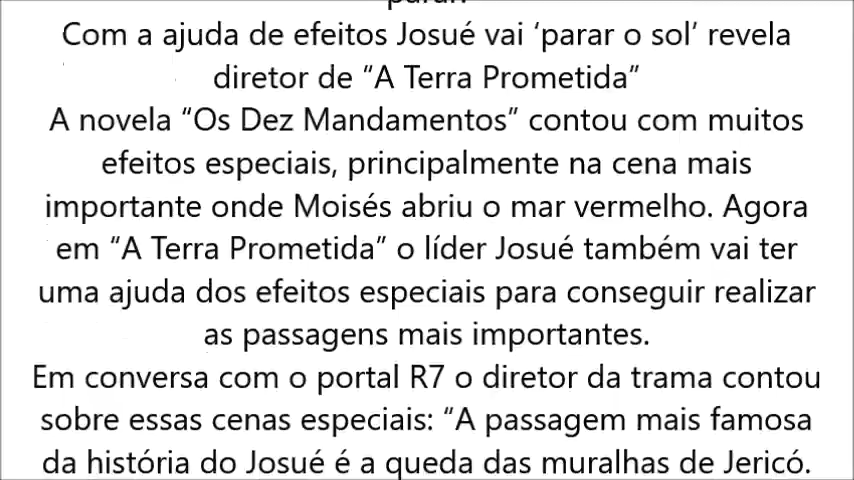 parar.
Com a ajuda de efeitos Josué vai ‘parar o sol’ revela
diretor de “A Terra Prometida”
A novela “Os Dez Mandamentos” contou com muitos
efeitos especiais, principalmente na cena mais
importante onde Moisés abriu o mar vermelho. Agora
em “A Terra Prometida” o líder Josué também vai ter
uma ajuda dos efeitos especiais para conseguir realizar
as passagens mais importantes.
Em conversa com o portal R7 o diretor da trama contou
sobre essas cenas especiais: “A passagem mais famosa
da história do Josué é a queda das muralhas de Jericó.